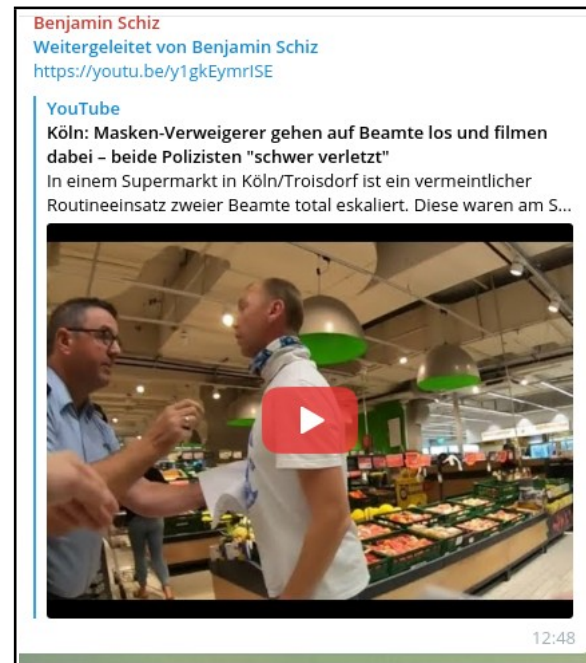 Benjamin Schiz
Weitergeleitet von Benjamin Schiz
https://youtu.be/y1gkEymrISE
YouTube
Köln: Masken-Verweigerer gehen auf Beamte los und filmen
dabei – beide Polizisten "schwer verletzt"
In einem Supermarkt in Köln/Troisdorf ist ein vermeintlicher
Routineeinsatz zweier Beamte total eskaliert. Diese waren am S...
12:48